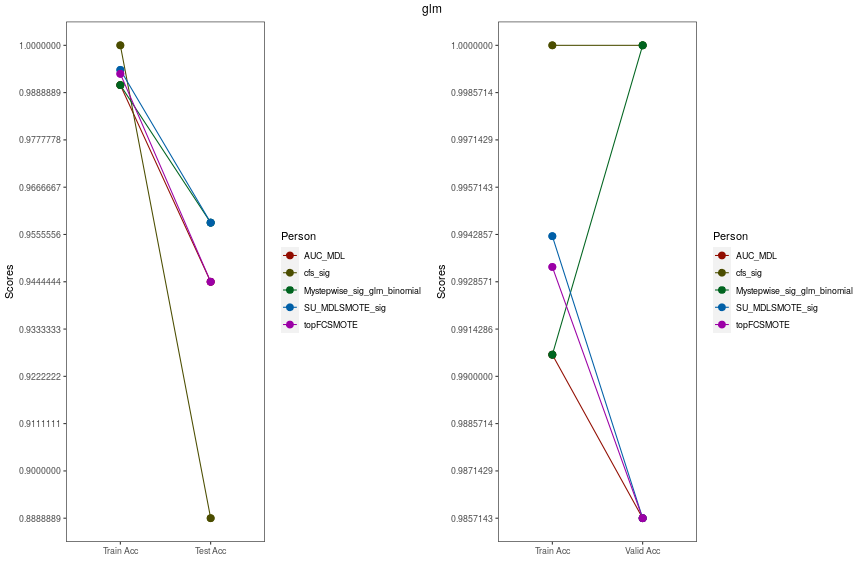 glm
Scores
1.0000000
0.9888889
0.9777778
0.9666667
0.9555556
0.9444444
0.9333333
0.9222222
0.9111111
0.9000000
0.8888889
Train Acc
Test Acc
Person
AUC_MDL
cfs_sig
Mystepwise_sig_glm_binomial
SU_MDLSMOTE_sig
topFCSMOTE
Scores
1.0000000
0.9985714
0.9971429
0.9957143
0.9942857
0.9928571
0.9914286
0.9900000
0.9885714
0.9871429
0.9857143
Train Acc
Valid Acc
Person
AUC_MDL
cfs_sig
Mystepwise_sig_glm_binomial
SU_MDLSMOTE_sig
topFCSMOTE